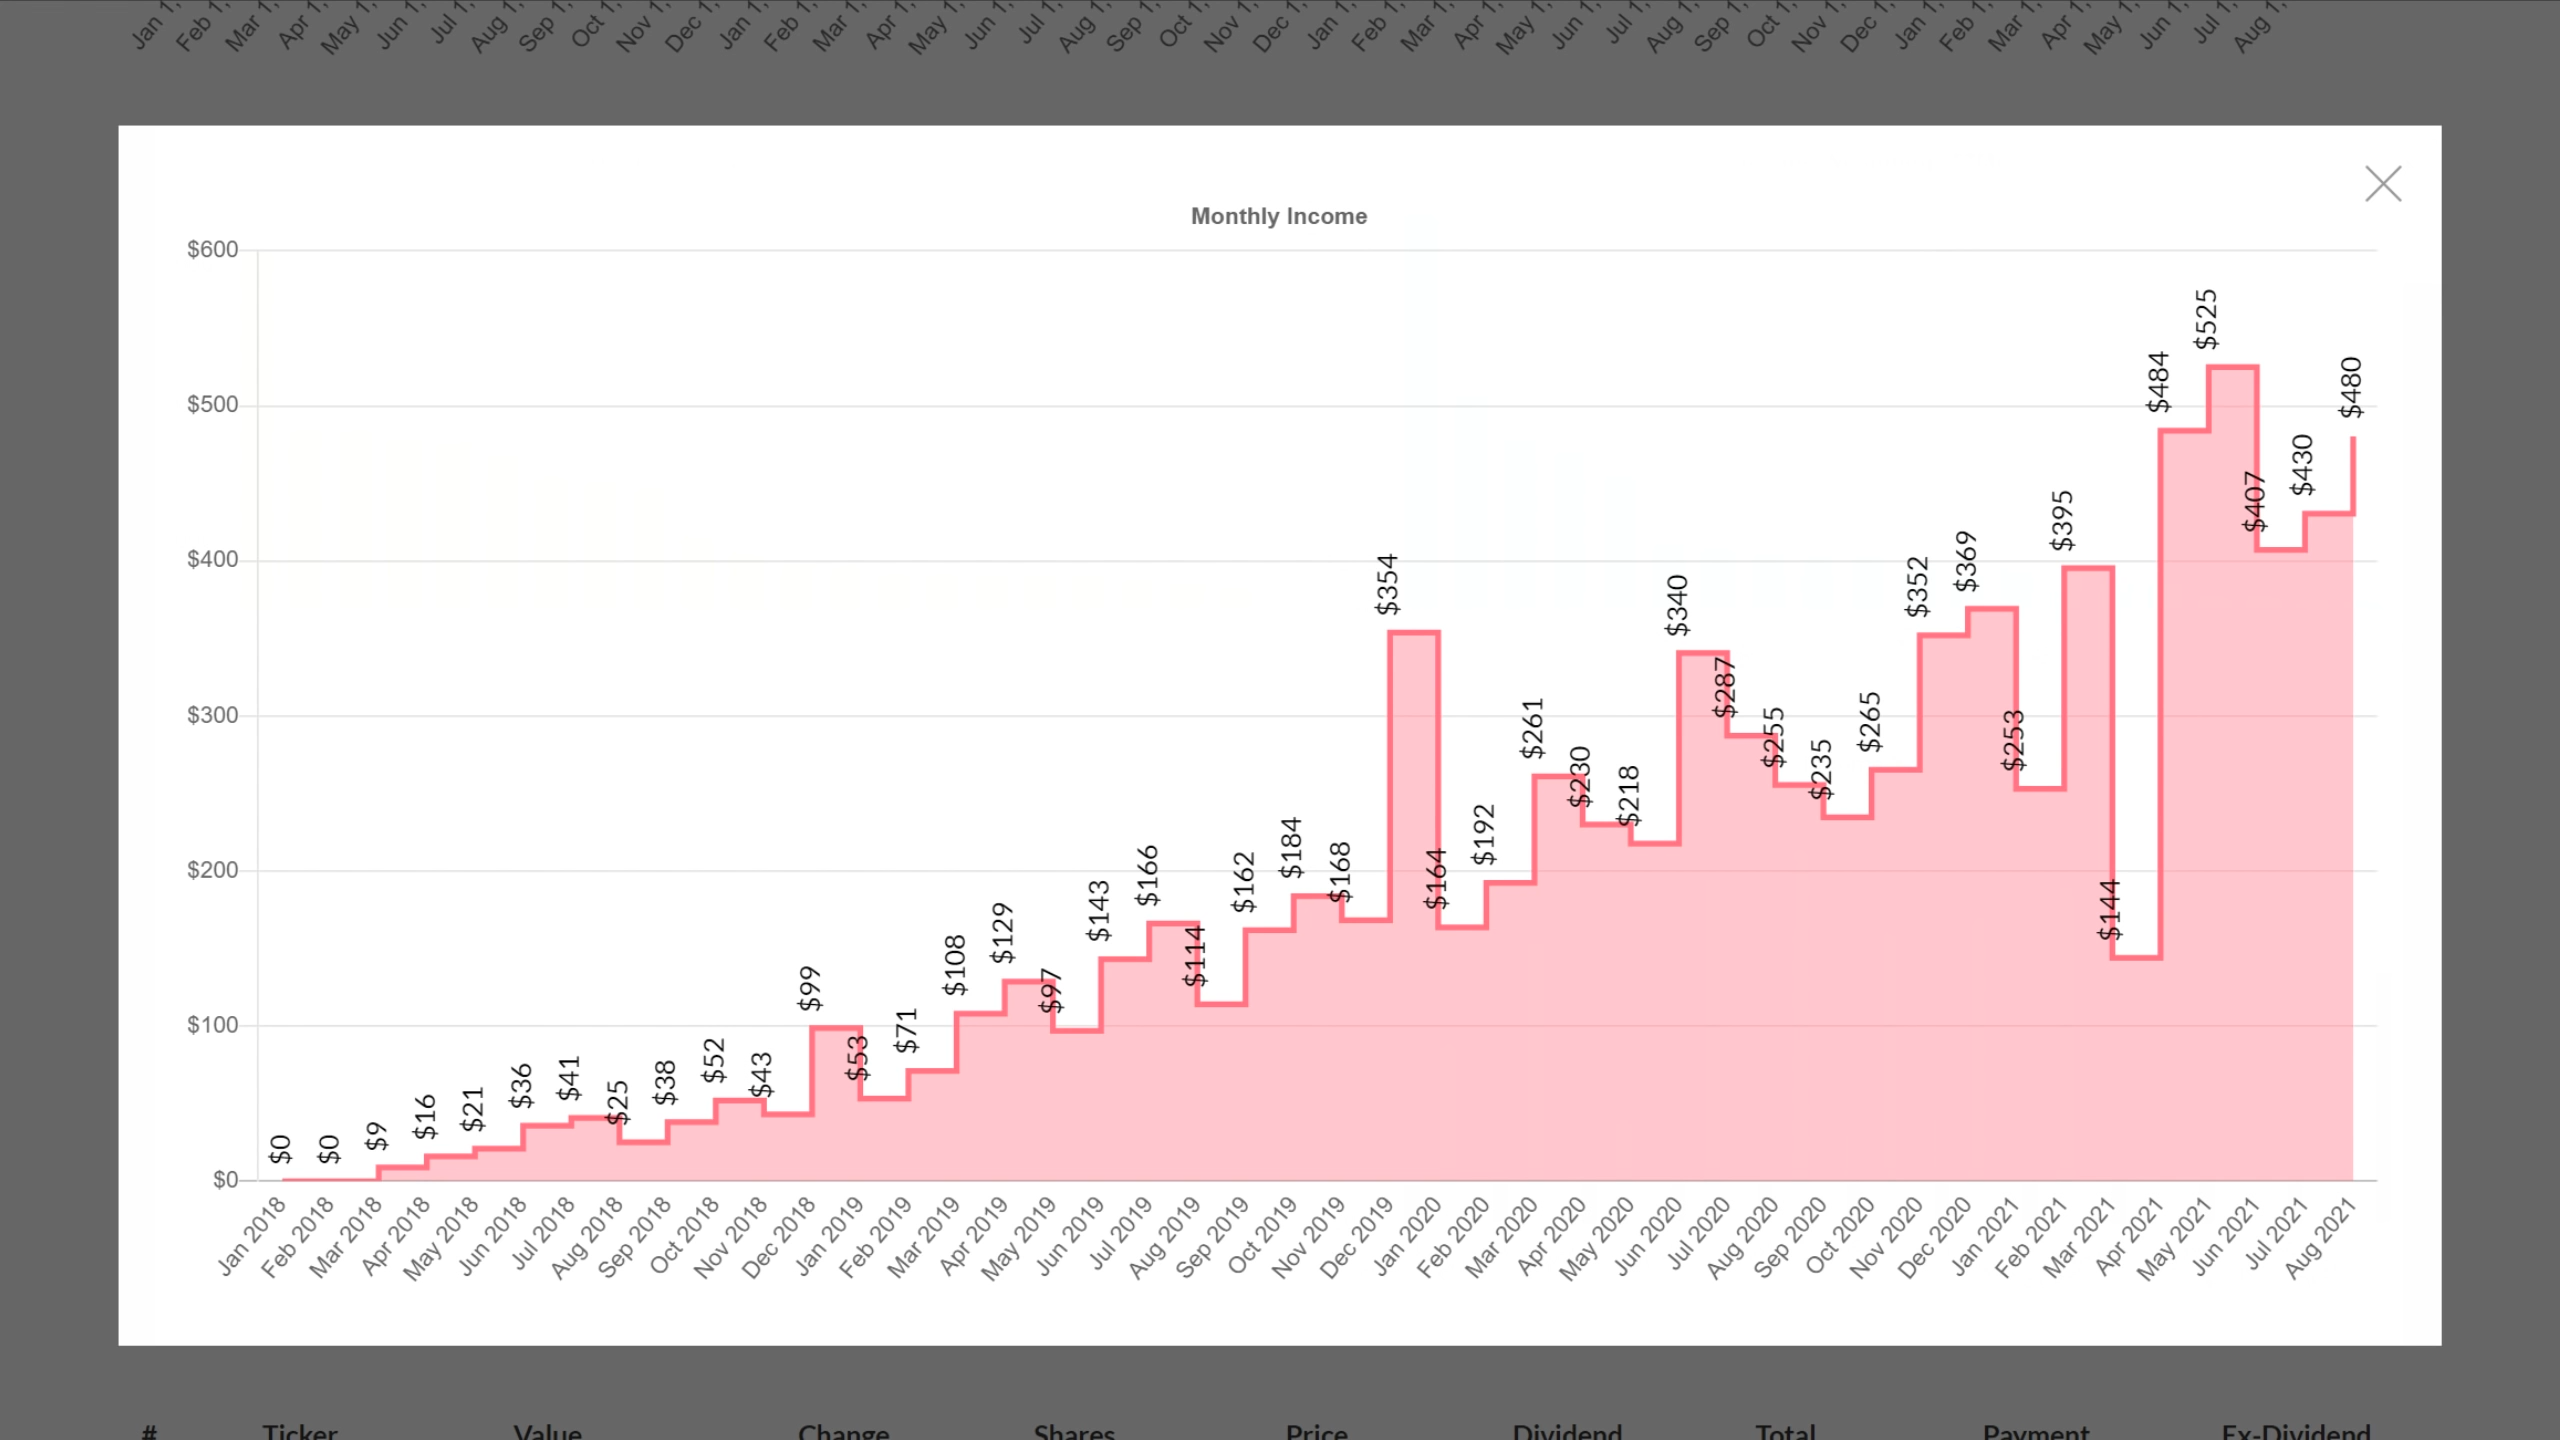 Jan 1, Feb 1, Mar 1, Apr 1, May 1, Jun 1, Jul 1, Aug 1, Sep 1, Oct 1, Nov 1, Dec 1, Jan 1, Feb 1, Mar 1, Apr 1, May 1, Jun 1, Jul 1, Aug 1, Sep 1, Oct 1, Nov 1, Dec 1, Jan 1, Feb 1, Mar 1, Apr 1, May 1, Jun 1, Jul 1, Aug 1, Sep 1, Oct 1, Nov 1, Dec 1, Jan 1, Feb 1, Mar 1, Apr 1, May 1, Jun 1, Jul 1, Aug 1,
Monthly Income
$600
$500
$400
$300
$200
$100
$0
$0 $0 $9 $16 $21 $36 $41 $25 $38 $52 $43 $99 $53 $71 $108 $129 $97 $143 $166 $114 $162 $184 $168 $354 $164 $192 $261 $230 $218 $340 $287 $255 $235 $265 $352 $369 $253 $395 $144 $484 $525 $407 $430 $480
Jan 2018 Feb 2018 Mar 2018 Apr 2018 May 2018 Jun 2018 Jul 2018 Aug 2018 Sep 2018 Oct 2018 Nov 2018 Dec 2018 Jan 2019 Feb 2019 Mar 2019 Apr 2019 May 2019 Jun 2019 Jul 2019 Aug 2019 Sep 2019 Oct 2019 Nov 2019 Dec 2019 Jan 2020 Feb 2020 Mar 2020 Apr 2020 May 2020 Jun 2020 Jul 2020 Aug 2020 Sep 2020 Oct 2020 Nov 2020 Dec 2020 Jan 2021 Feb 2021 Mar 2021 Apr 2021 May 2021 Jun 2021 Jul 2021 Aug 2021
# Ticker Value Change Shares Price Dividend Total Payment Ex-Dividend